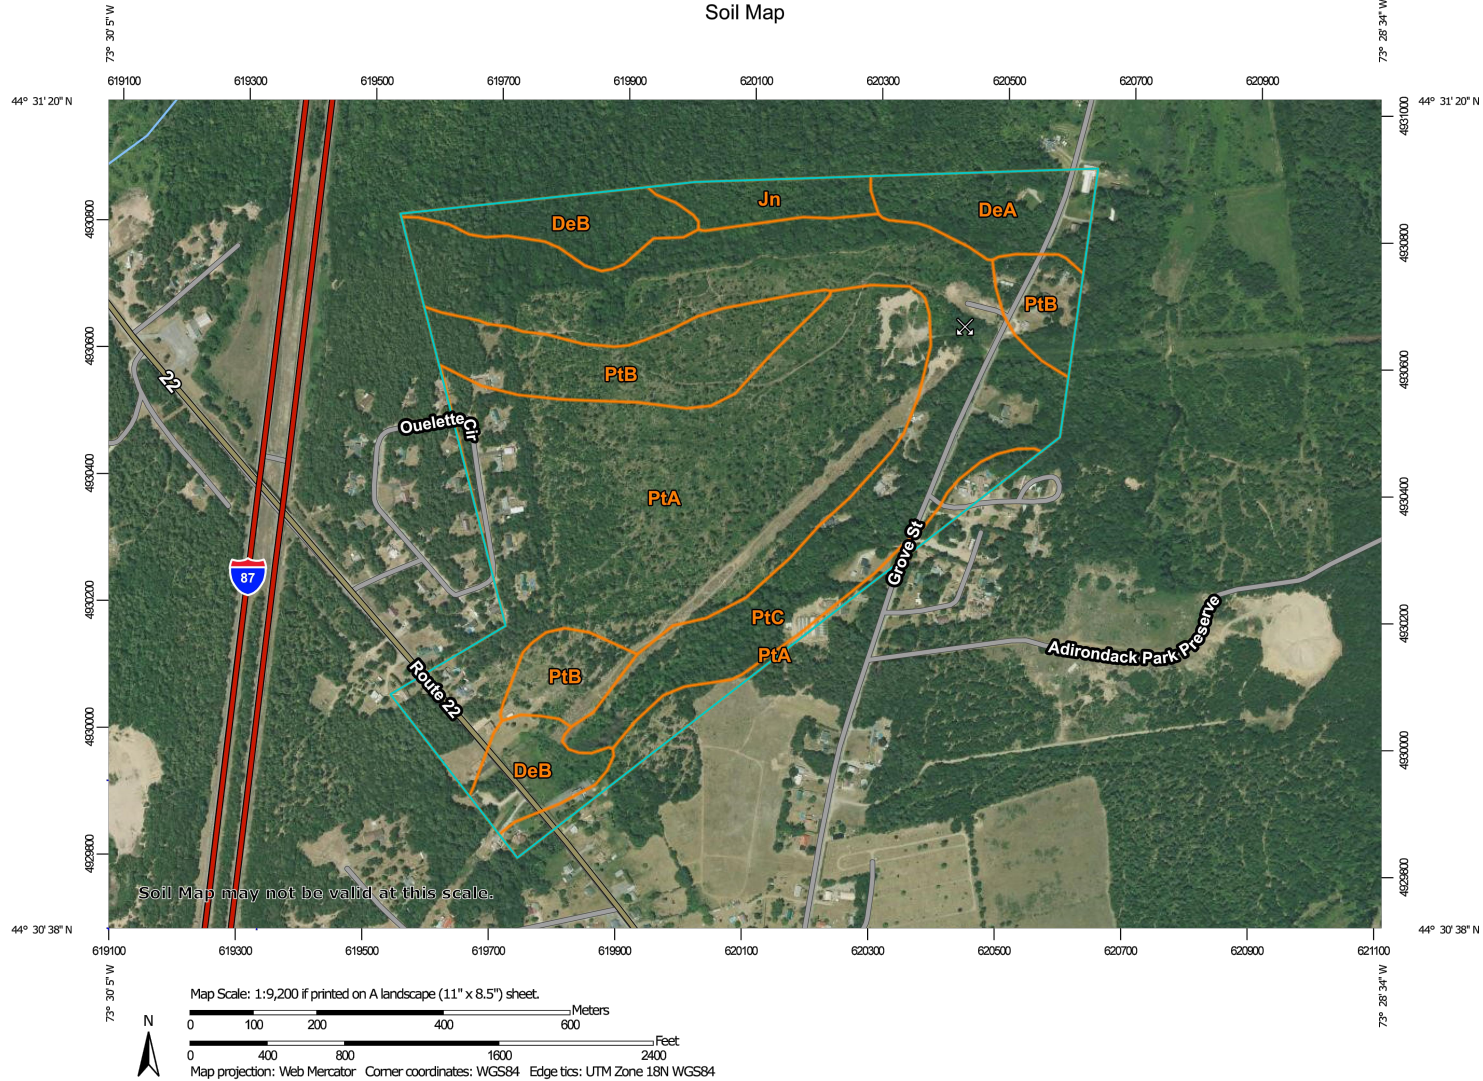 Soil Map
73° 30' 5'' W
73° 28' 34'' W
619100 619300 619500 619700 619900 620100 620300 620500 620700 620900
44° 31' 20'' N
44° 31' 20'' N
4931000
4930800
4930800
4930600
4930600
4930400
4930400
4930200
4930200
4930000
4930000
4929800
4929800
DeB
Jn
DeA
PtB
PtB
22
Ouelette Cir
PtA
Grove St
87
PtC
PtA
Adirondack Park Preserve
PtB
Route 22
DeB
Soil Map may not be valid at this scale.
44° 30' 38'' N
44° 30' 38'' N
619100 619300 619500 619700 619900 620100 620300 620500 620700 620900 621100
73° 30' 5'' W
73° 28' 34'' W
Map Scale: 1:9,200 if printed on A landscape (11" x 8.5") sheet.
Meters
0 100 200 400 600
N
Feet
0 400 800 1600 2400
Map projection: Web Mercator Corner coordinates: WGS84 Edge tics: UTM Zone 18N WGS84